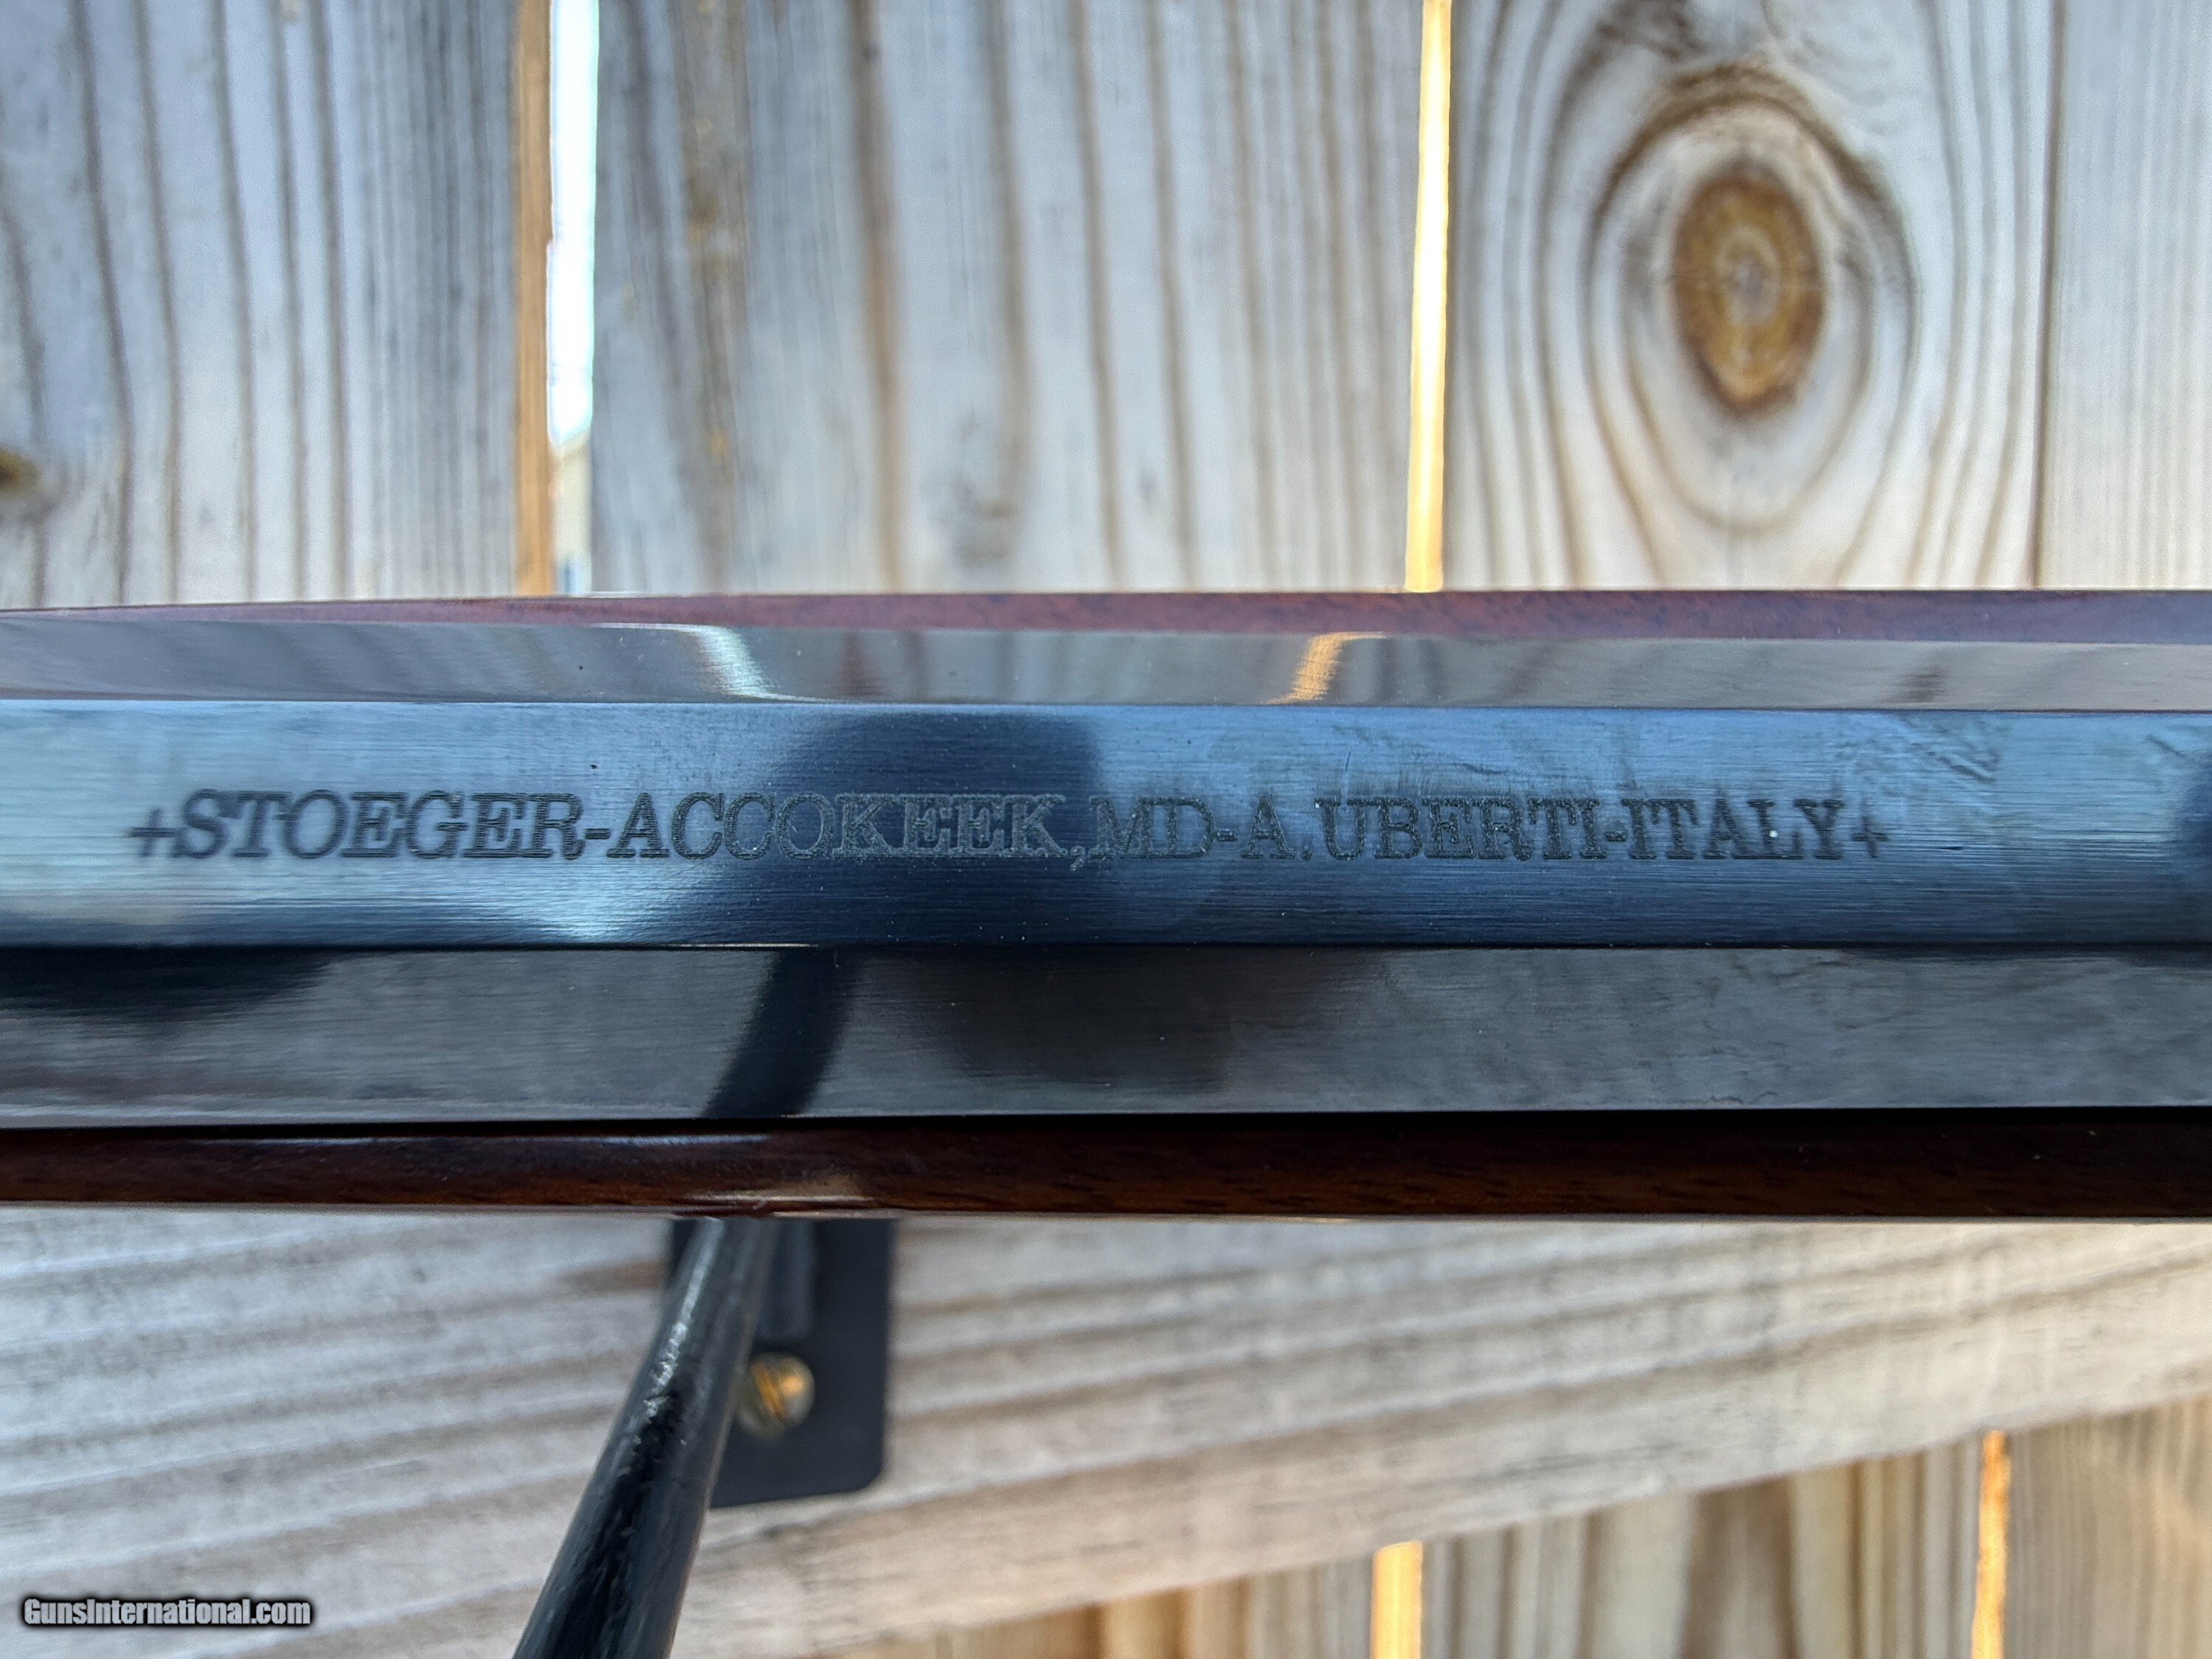 +STOEGER-ACCOKEEK,MD-A.UBERTI-ITALY+
GunsInternational.com